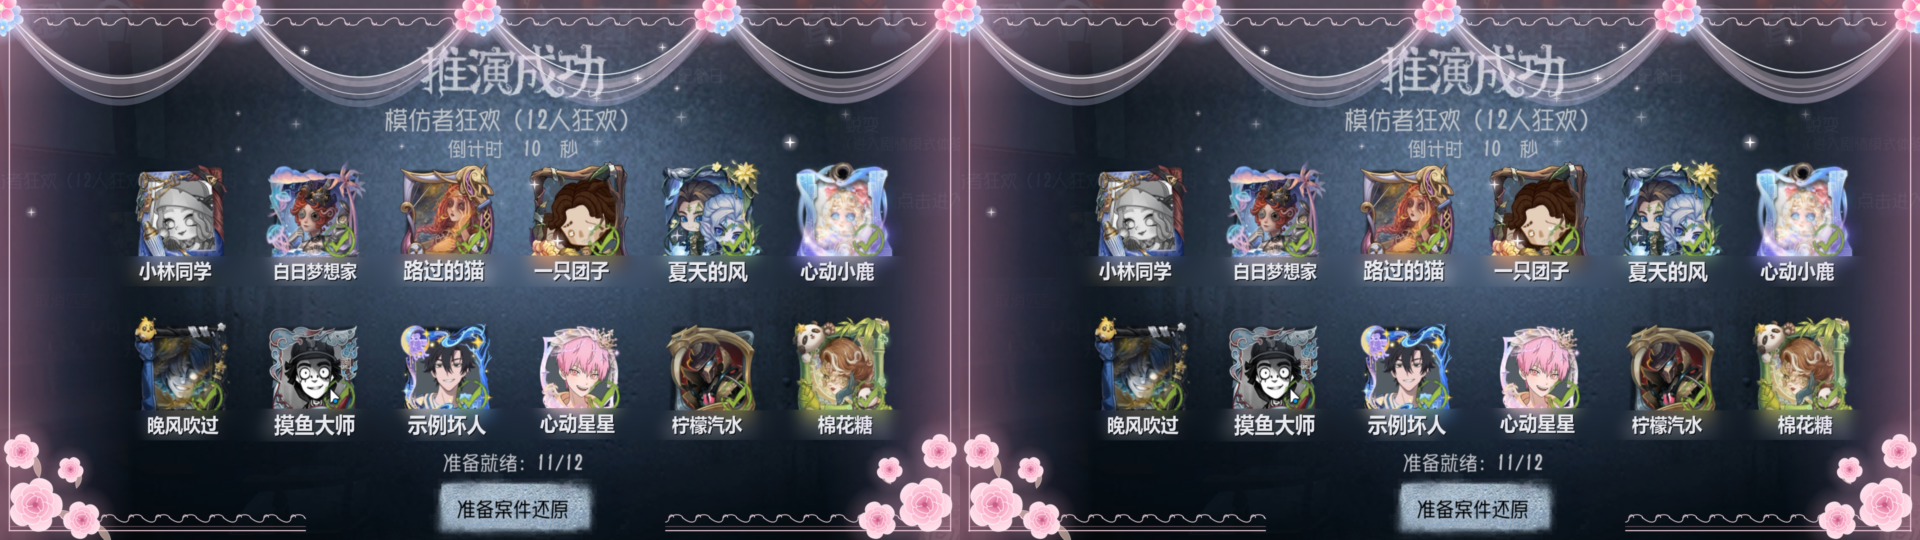 推演成功
模仿者狂欢（12人狂欢）
倒计时 10 秒
小林同学 白日梦想家 路过的猫 一只团子 夏天的风 心动小鹿
晚风吹过 摸鱼大师 示例坏人 心动星星 柠檬汽水 棉花糖
准备就绪：11/12
准备案件还原
推演成功
模仿者狂欢（12人狂欢）
倒计时 10 秒
小林同学 白日梦想家 路过的猫 一只团子 夏天的风 心动小鹿
晚风吹过 摸鱼大师 示例坏人 心动星星 柠檬汽水 棉花糖
准备就绪：11/12
准备案件还原